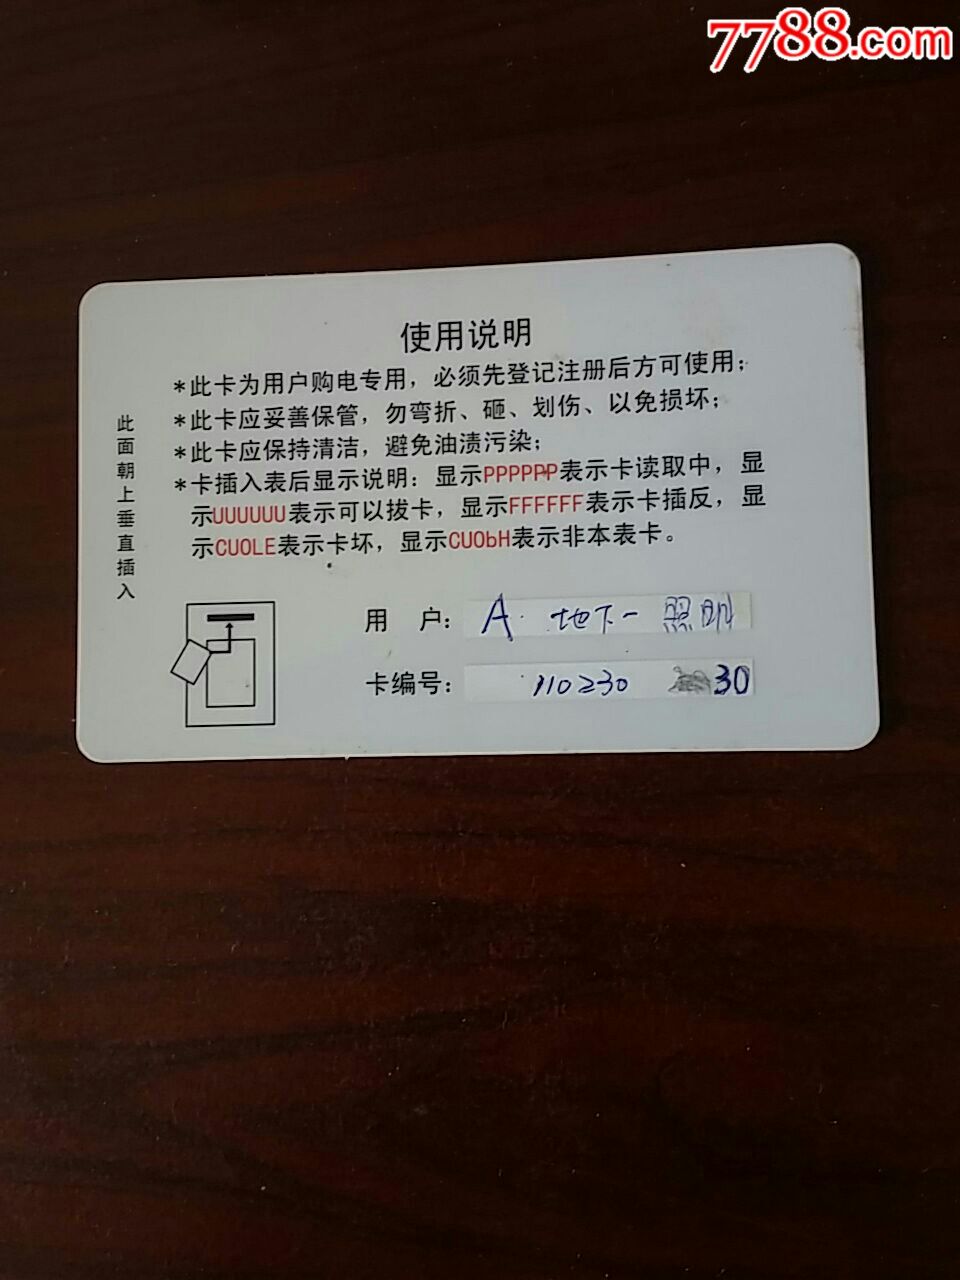 7788.com
使用说明
*此卡为用户购电专用，必须先登记注册后方可使用；
*此卡应妥善保管，勿弯折、砸、划伤、以免损坏；
*此卡应保持清洁，避免油渍污染；
*卡插入表后显示说明：显示PPPPPP表示卡读取中，显
示UUUUUU表示可以拔卡，显示FFFFFF表示卡插反，显
示CUOLE表示卡坏，显示CUObH表示非本表卡。
此面朝上垂直插入
用 户： A. 地下一 照明
卡编号： 110230 30